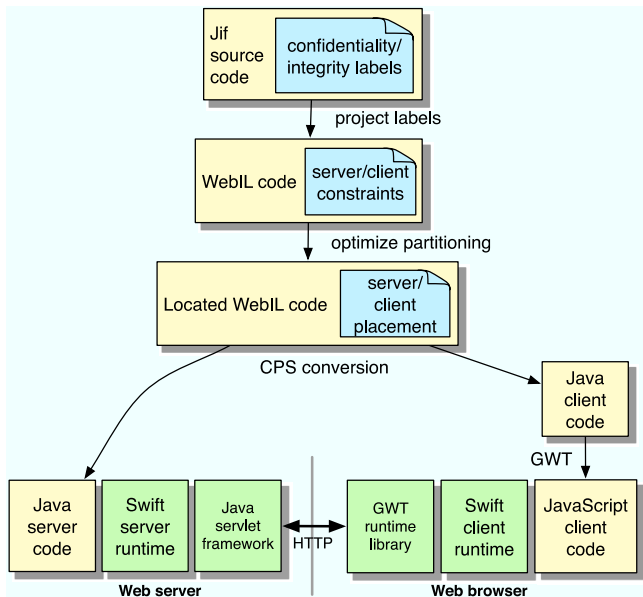 Jif
source
code
confidentiality/
integrity labels
project labels
WebIL code
server/client
constraints
optimize partitioning
Located WebIL code
server/
client
placement
CPS conversion
Java
client
code
GWT
Java
server
code
Swift
server
runtime
Java
servlet
framework
HTTP
GWT
runtime
library
Swift
client
runtime
JavaScript
client
code
Web server
Web browser